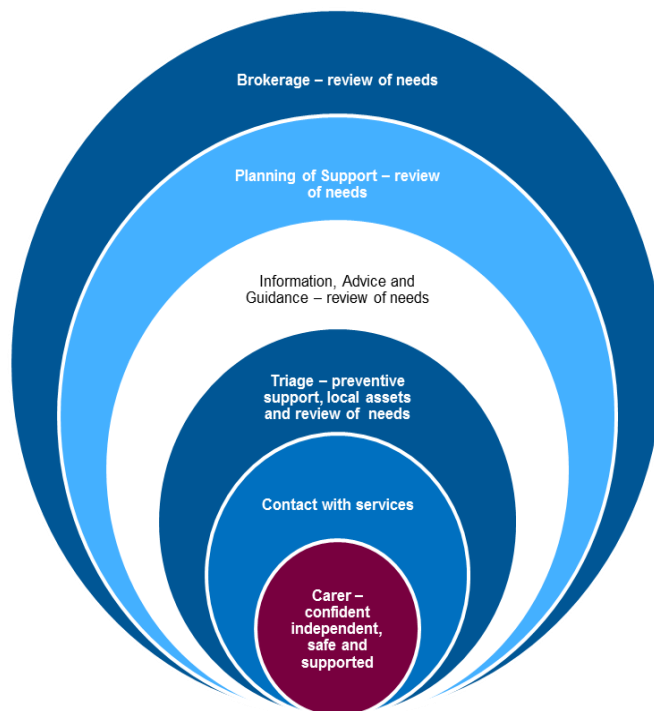 Brokerage – review of needs
Planning of Support – review
of needs
Information, Advice and
Guidance – review of needs
Triage – preventive
support, local assets
and review of  needs
Contact with services
Carer –
confident
independent,
safe and
supported